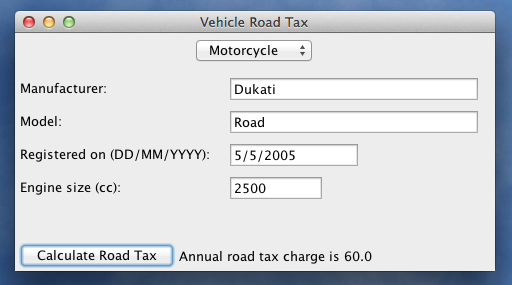 Vehicle Road Tax
Motorcycle
Manufacturer: Dukati
Model: Road
Registered on (DD/MM/YYYY): 5/5/2005
Engine size (cc): 2500
Calculate Road Tax Annual road tax charge is 60.0